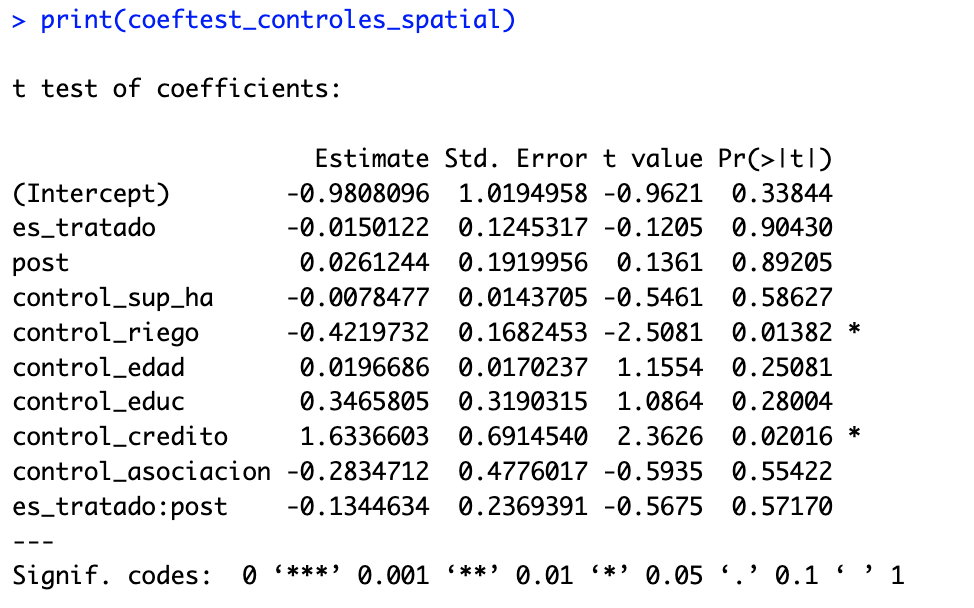 > print(coeftest_controles_spatial)
t test of coefficients:
Estimate Std. Error t value Pr(>|t|)
(Intercept) -0.9808096 1.0194958 -0.9621 0.33844
es_tratado -0.0150122 0.1245317 -0.1205 0.90430
post 0.0261244 0.1919956 0.1361 0.89205
control_sup_ha -0.0078477 0.0143705 -0.5461 0.58627
control_riego -0.4219732 0.1682453 -2.5081 0.01382 *
control_edad 0.0196686 0.0170237 1.1554 0.25081
control_educ 0.3465805 0.3190315 1.0864 0.28004
control_credito 1.6336603 0.6914540 2.3626 0.02016 *
control_asociacion -0.2834712 0.4776017 -0.5935 0.55422
es_tratado:post -0.1344634 0.2369391 -0.5675 0.57170
---
Signif. codes: 0 ‘***’ 0.001 ‘**’ 0.01 ‘*’ 0.05 ‘.’ 0.1 ‘ ’ 1